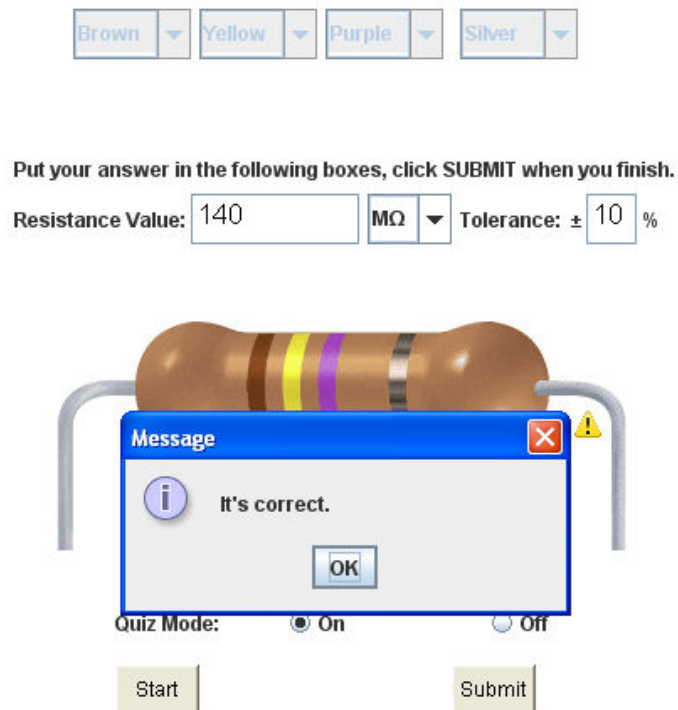 Brown Yellow Purple Silver
Put your answer in the following boxes, click SUBMIT when you finish.
Resistance Value: 140 MΩ Tolerance: ± 10 %
Message
It's correct.
OK
Quiz Mode: On Off
Start Submit